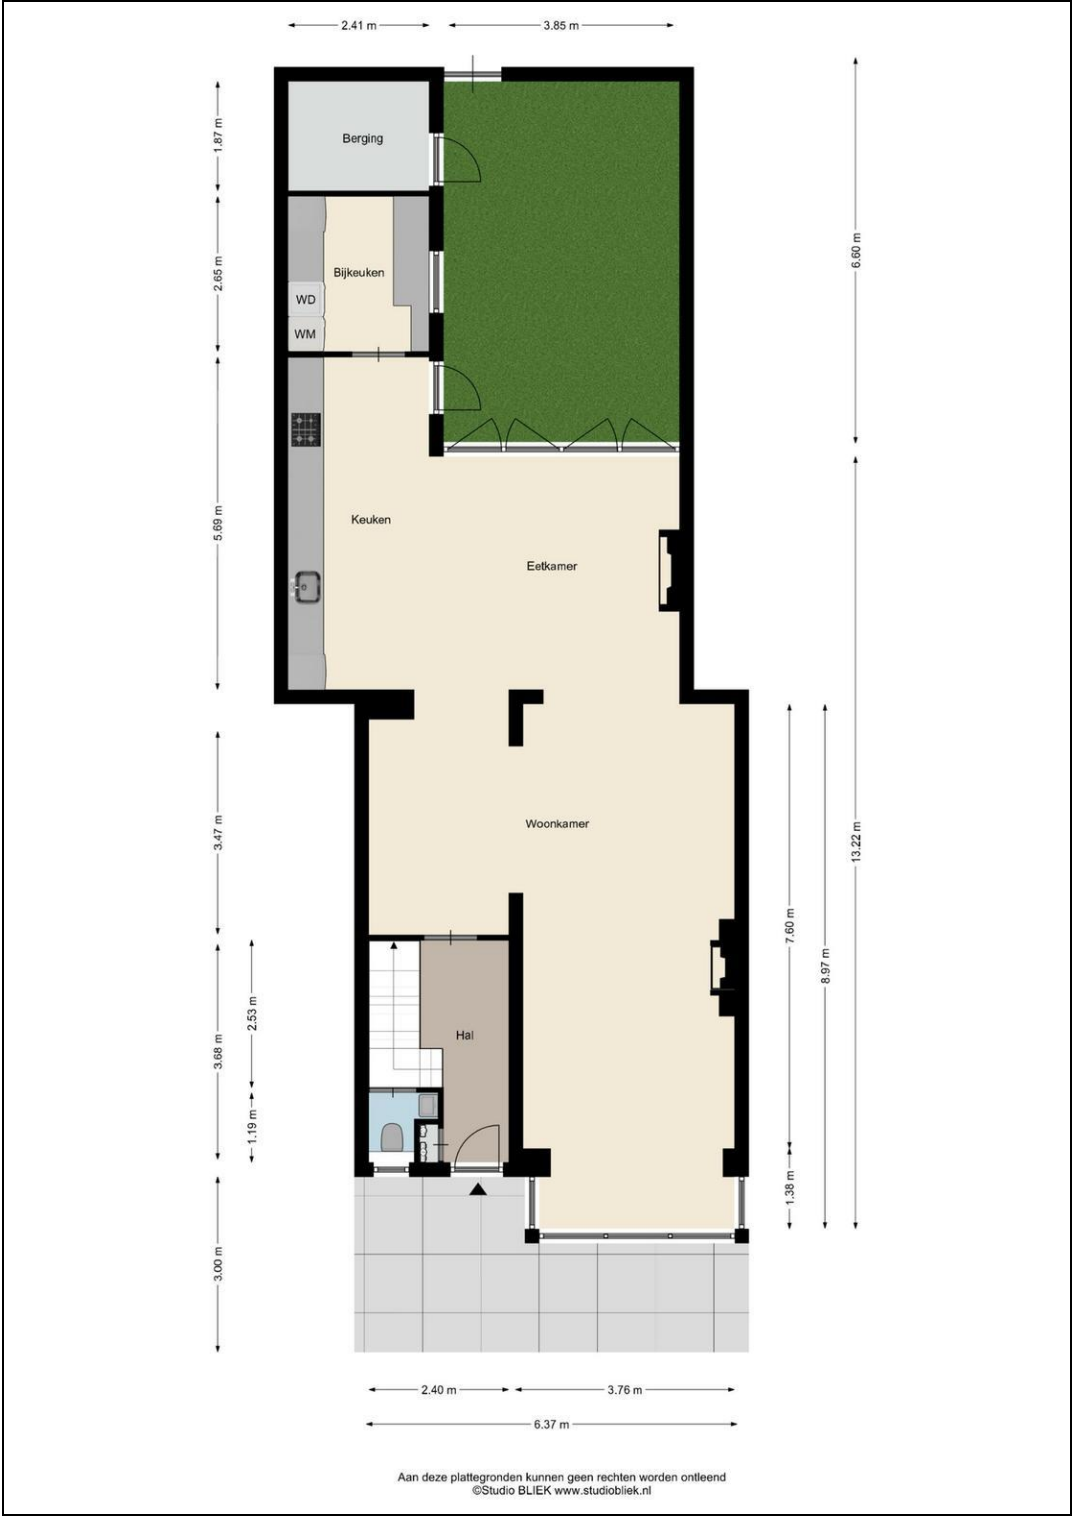 2.41 m
3.85 m
1.87 m
Berging
6.60 m
2.65 m
Bijkeuken
WD
WM
5.69 m
Keuken
Eetkamer
3.47 m
Woonkamer
13.22 m
7.60 m
8.97 m
2.53 m
3.68 m
Hal
1.19 m
1.38 m
3.00 m
2.40 m
3.76 m
6.37 m
Aan deze plattegronden kunnen geen rechten worden ontleend
©Studio BLIEK www.studiobliek.nl